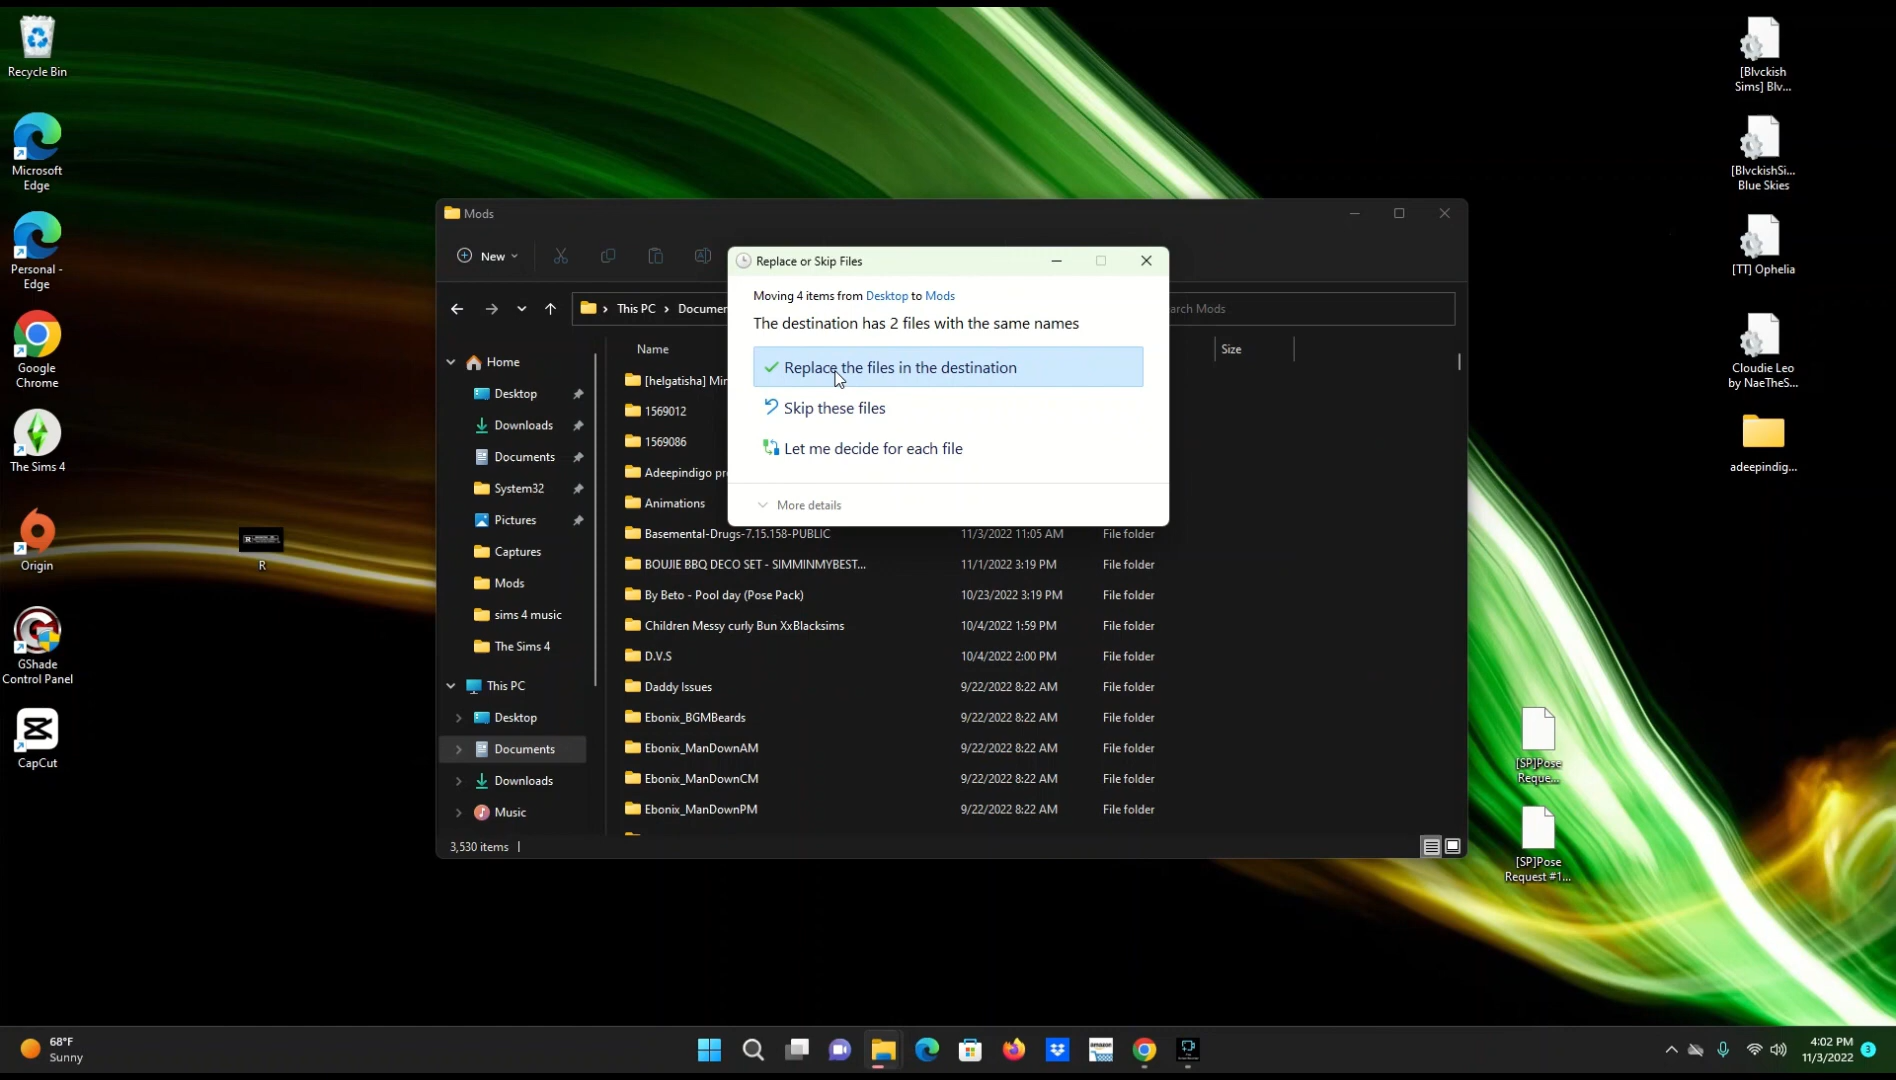 Recycle Bin
Microsoft
Edge
Personal -
Edge
Google
Chrome
The Sims 4
Origin
GShade
Control Panel
CapCut
R
[Blvckish
Sims] Blv...
[BlvckishSi...
Blue Skies
[TT] Ophelia
Cloudie Leo
by NaeTheS...
adeepindig...
[SP]Pose
Reque...
[SP]Pose
Request #1...
Mods
New
This PC
Documen
arch Mods
Home
Desktop
Downloads
Documents
System32
Pictures
Captures
Mods
sims 4 music
The Sims 4
This PC
Desktop
Documents
Downloads
Music
Name
Size
[helgatisha] Min
1569012
1569086
Adeepindigo pr
Animations
Basemental-Drugs-7.15.158-PUBLIC 11/3/2022 11:05 AM File folder
BOUJIE BBQ DECO SET - SIMMINMYBEST... 11/1/2022 3:19 PM File folder
By Beto - Pool day (Pose Pack) 10/23/2022 3:19 PM File folder
Children Messy curly Bun XxBlacksims 10/4/2022 1:59 PM File folder
D.V.S 10/4/2022 2:00 PM File folder
Daddy Issues 9/22/2022 8:22 AM File folder
Ebonix_BGMBeards 9/22/2022 8:22 AM File folder
Ebonix_ManDownAM 9/22/2022 8:22 AM File folder
Ebonix_ManDownCM 9/22/2022 8:22 AM File folder
Ebonix_ManDownPM 9/22/2022 8:22 AM File folder
3,530 items
Replace or Skip Files
Moving 4 items from Desktop to Mods
The destination has 2 files with the same names
Replace the files in the destination
Skip these files
Let me decide for each file
More details
68°F
Sunny
amazon
4:02 PM
11/3/2022
3